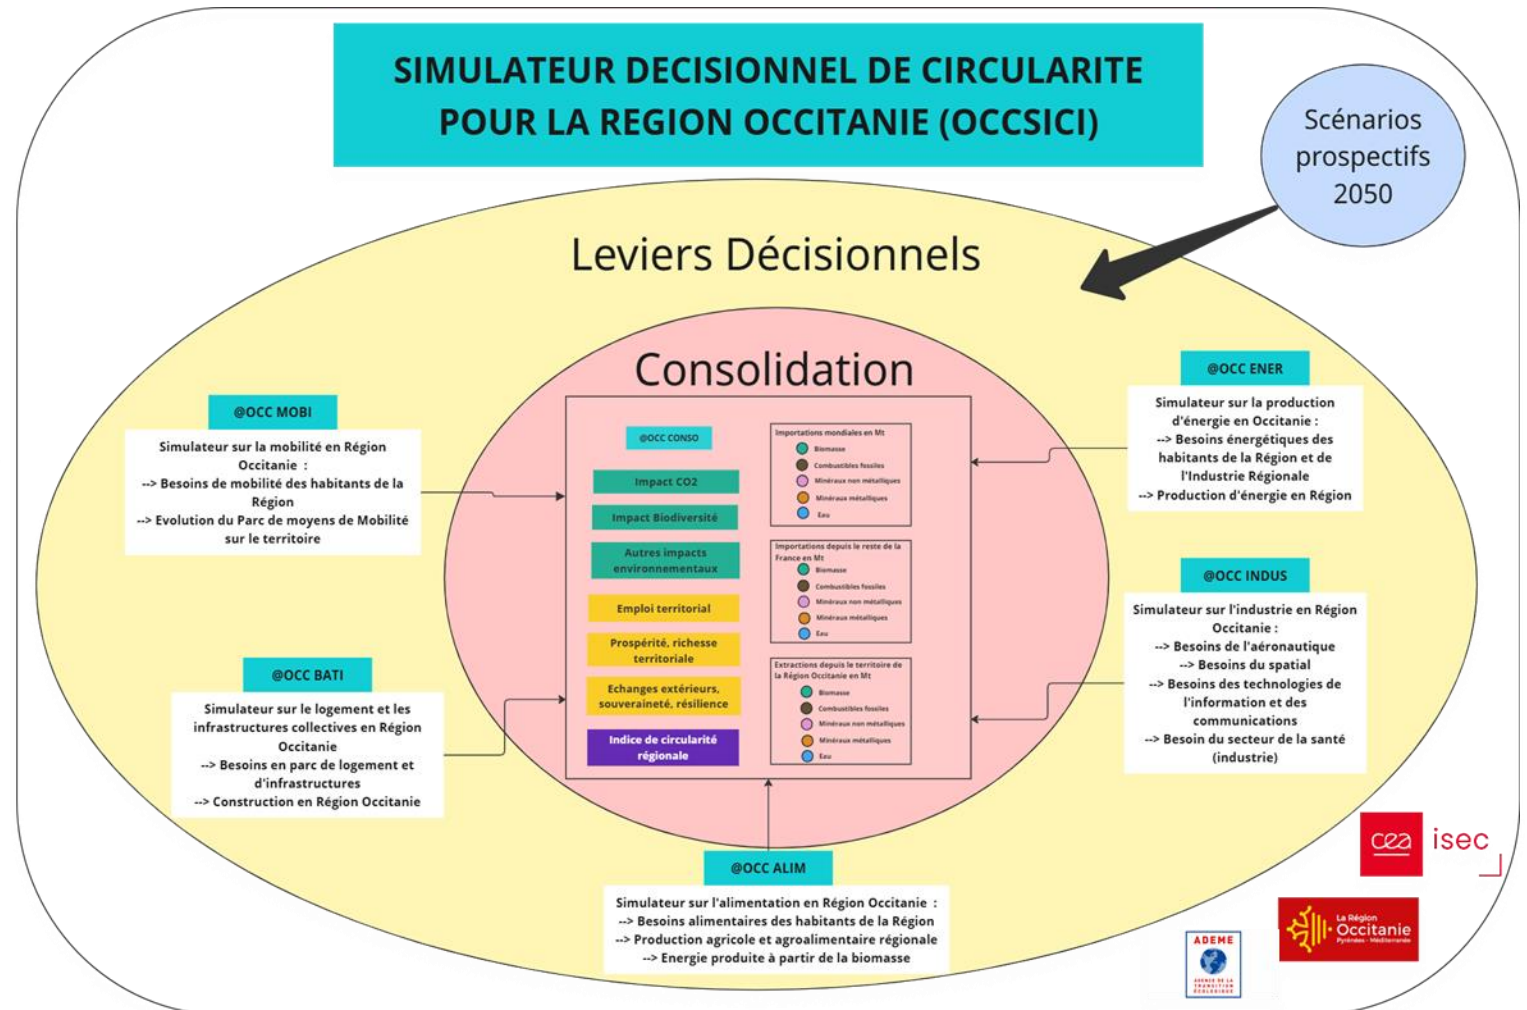 SIMULATEUR DECISIONNEL DE CIRCULARITE
POUR LA REGION OCCITANIE (OCCSICI)
Scénarios
prospectifs
2050
Leviers Décisionnels
Consolidation
@OCC MOBI
Simulateur sur la mobilité en Région
Occitanie :
--> Besoins de mobilité des habitants de la
Région
--> Evolution du Parc de moyens de Mobilité
sur le territoire
@OCC BATI
Simulateur sur le logement et les
infrastructures collectives en Région
Occitanie
--> Besoins en parc de logement et
d'infrastructures
--> Construction en Région Occitanie
@OCC CONSO
Impact CO2
Impact Biodiversité
Autres impacts
environnementaux
Emploi territorial
Prospérité, richesse
territoriale
Echanges extérieurs,
souveraineté, résilience
Indice de circularité
régionale
Importations mondiales en Mt
Biomasse
Combustibles fossiles
Minéraux non métalliques
Minéraux métalliques
Eau
Importations depuis le reste de la
France en Mt
Biomasse
Combustibles fossiles
Minéraux non métalliques
Minéraux métalliques
Eau
Extractions depuis le territoire de
la Région Occitanie en Mt
Biomasse
Combustibles fossiles
Minéraux non métalliques
Minéraux métalliques
Eau
@OCC ENER
Simulateur sur la production
d'énergie en Occitanie :
--> Besoins énergétiques des
habitants de la Région et de
l'Industrie Régionale
--> Production d'énergie en Région
@OCC INDUS
Simulateur sur l'industrie en Région
Occitanie :
--> Besoins de l'aéronautique
--> Besoins du spatial
--> Besoins des technologies de
l'information et des
communications
--> Besoin du secteur de la santé
(industrie)
@OCC ALIM
Simulateur sur l'alimentation en Région Occitanie :
--> Besoins alimentaires des habitants de la Région
--> Production agricole et agroalimentaire régionale
--> Energie produite à partir de la biomasse
cea
isec
La Région
Occitanie
Pyrénées - Méditerranée
ADEME
AGENCE DE LA
TRANSITION
ÉCOLOGIQUE